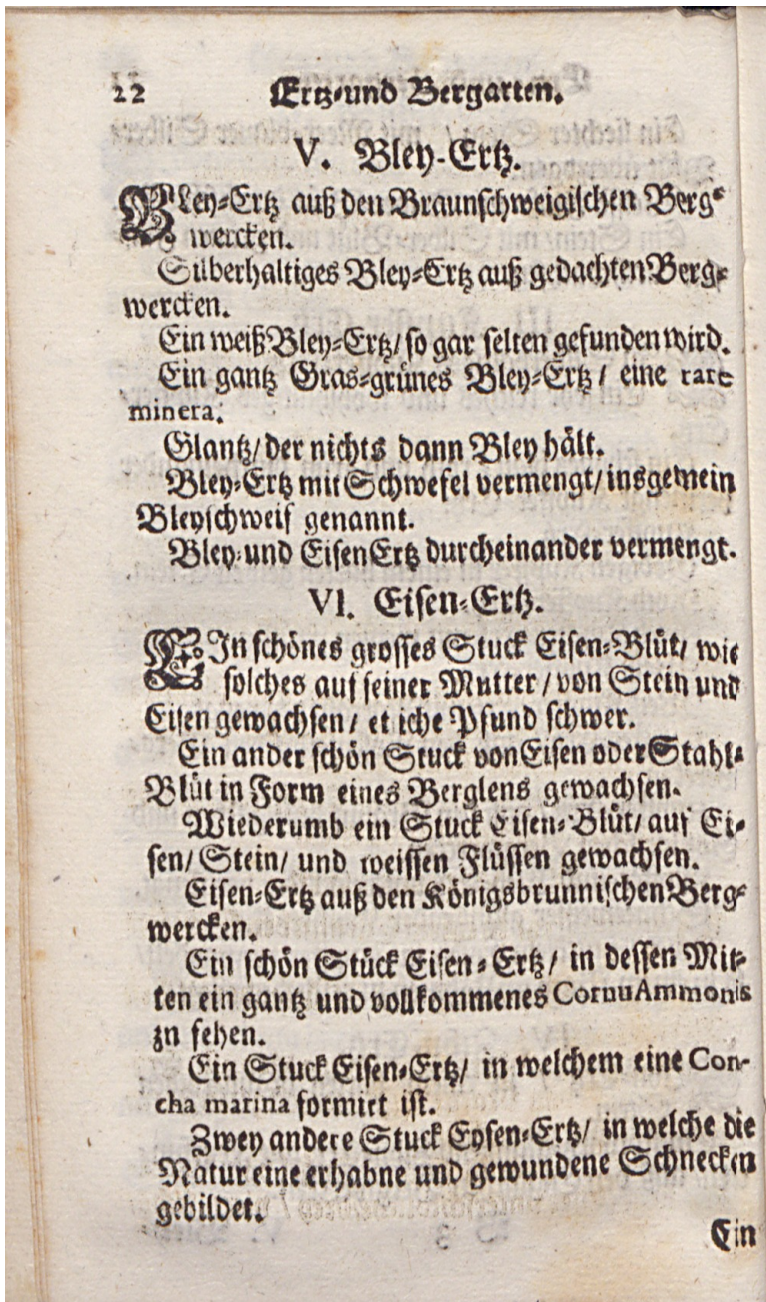 22 Ertz-und Bergarten.
V. Bley-Ertz.
BLey-Ertz auß den Braunschweigischen Berg-
wercken.
Silberhaltiges Bley-Ertz auß gedachten Berg-
wercken.
Ein weiß Bley-Ertz/ so gar selten gefunden wird.
Ein gantz Gras-grünes Bley-Ertz/ eine rare
minera.
Glantz/ der nichts dann Bley hält.
Bley-Ertz mit Schwefel vermengt/ insgemein
Bleyschweif genannt.
Bley-und Eisen Ertz durcheinander vermengt.
VI. Eisen-Ertz.
EIn schönes grosses Stuck Eisen-Blüt/ wie
solches auf seiner Mutter/ von Stein und
Eisen gewachsen/ etliche Pfund schwer.
Ein ander schön Stuck von Eisen oder Stahl-
Blüt in Form eines Berglens gewachsen.
Wiederumb ein Stuck Eisen-Blüt/ auf Ei-
sen/ Stein/ und weissen Flüssen gewachsen.
Eisen-Ertz auß den Königsbrunnischen Berg-
wercken.
Ein schön Stück Eisen-Ertz/ in dessen Mit-
ten ein gantz und vollkommenes Cornu Ammonis
zu sehen.
Ein Stuck Eisen-Ertz/ in welchem eine Con-
cha marina formirt ist.
Zwey andere Stuck Eysen-Ertz/ in welche die
Natur eine erhabne und gewundene Schnecken
gebildet.
Ein